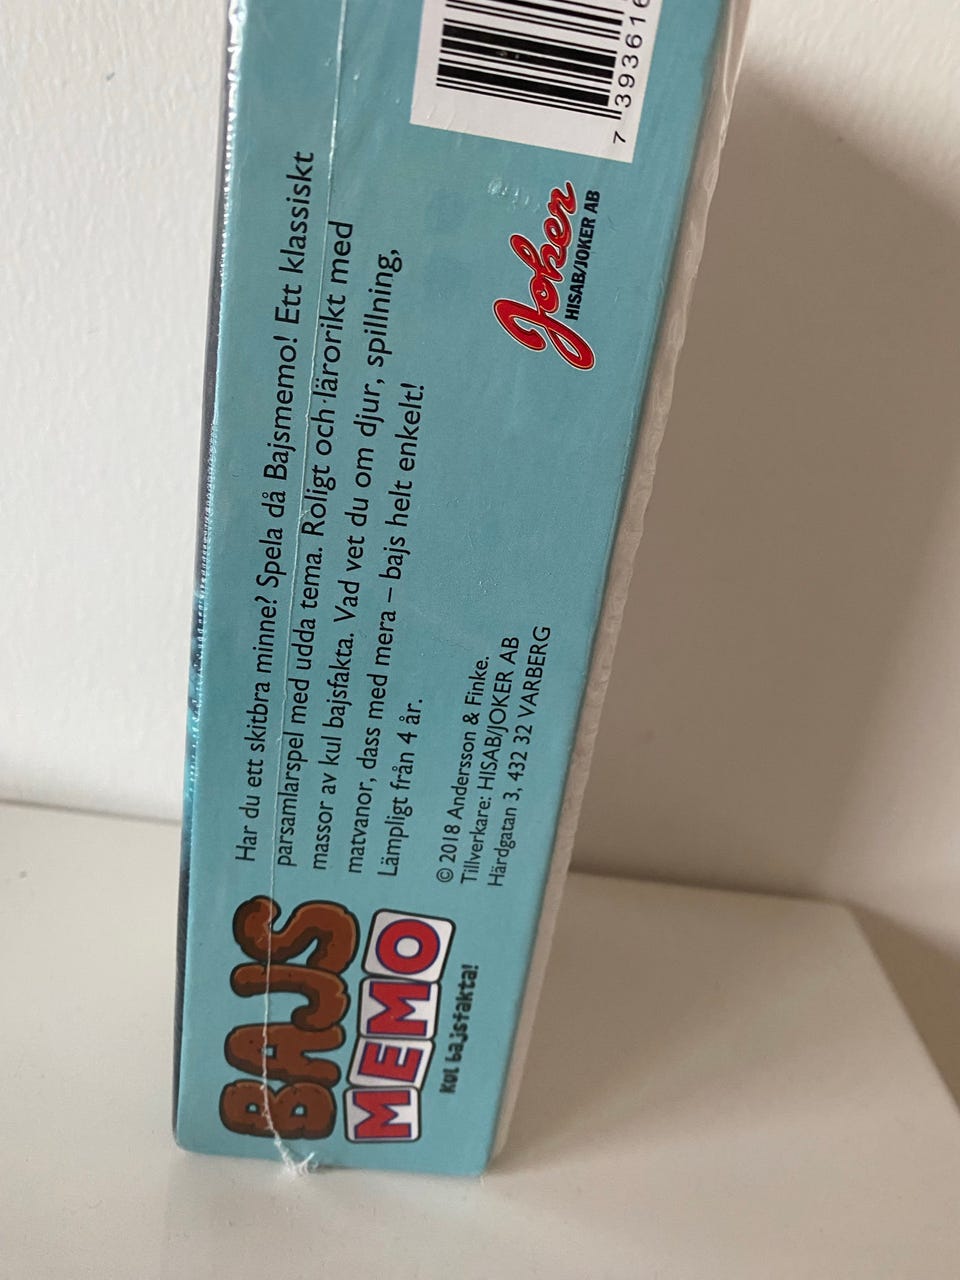 BAJS
MEMO
Kul bajsfakta!
Har du ett skitbra minne? Spela då Bajsmemo! Ett klassiskt
parsamlarspel med udda tema. Roligt och lärorikt med
massor av kul bajsfakta. Vad vet du om djur, spillning,
matvanor, dass med mera – bajs helt enkelt!
Lämpligt från 4 år.
© 2018 Andersson & Finke.
Tillverkare: HISAB/JOKER AB
Härdgatan 3, 432 32 VARBERG
Joker
HISAB/JOKER AB
7 393616